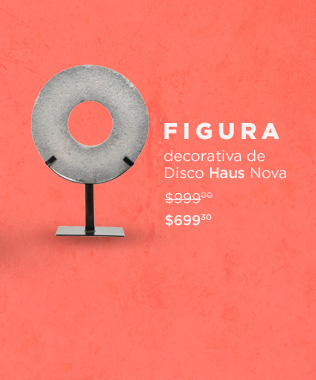 FIGURA
decorativa de
Disco Haus Nova
$999⁰⁰
$699³⁰